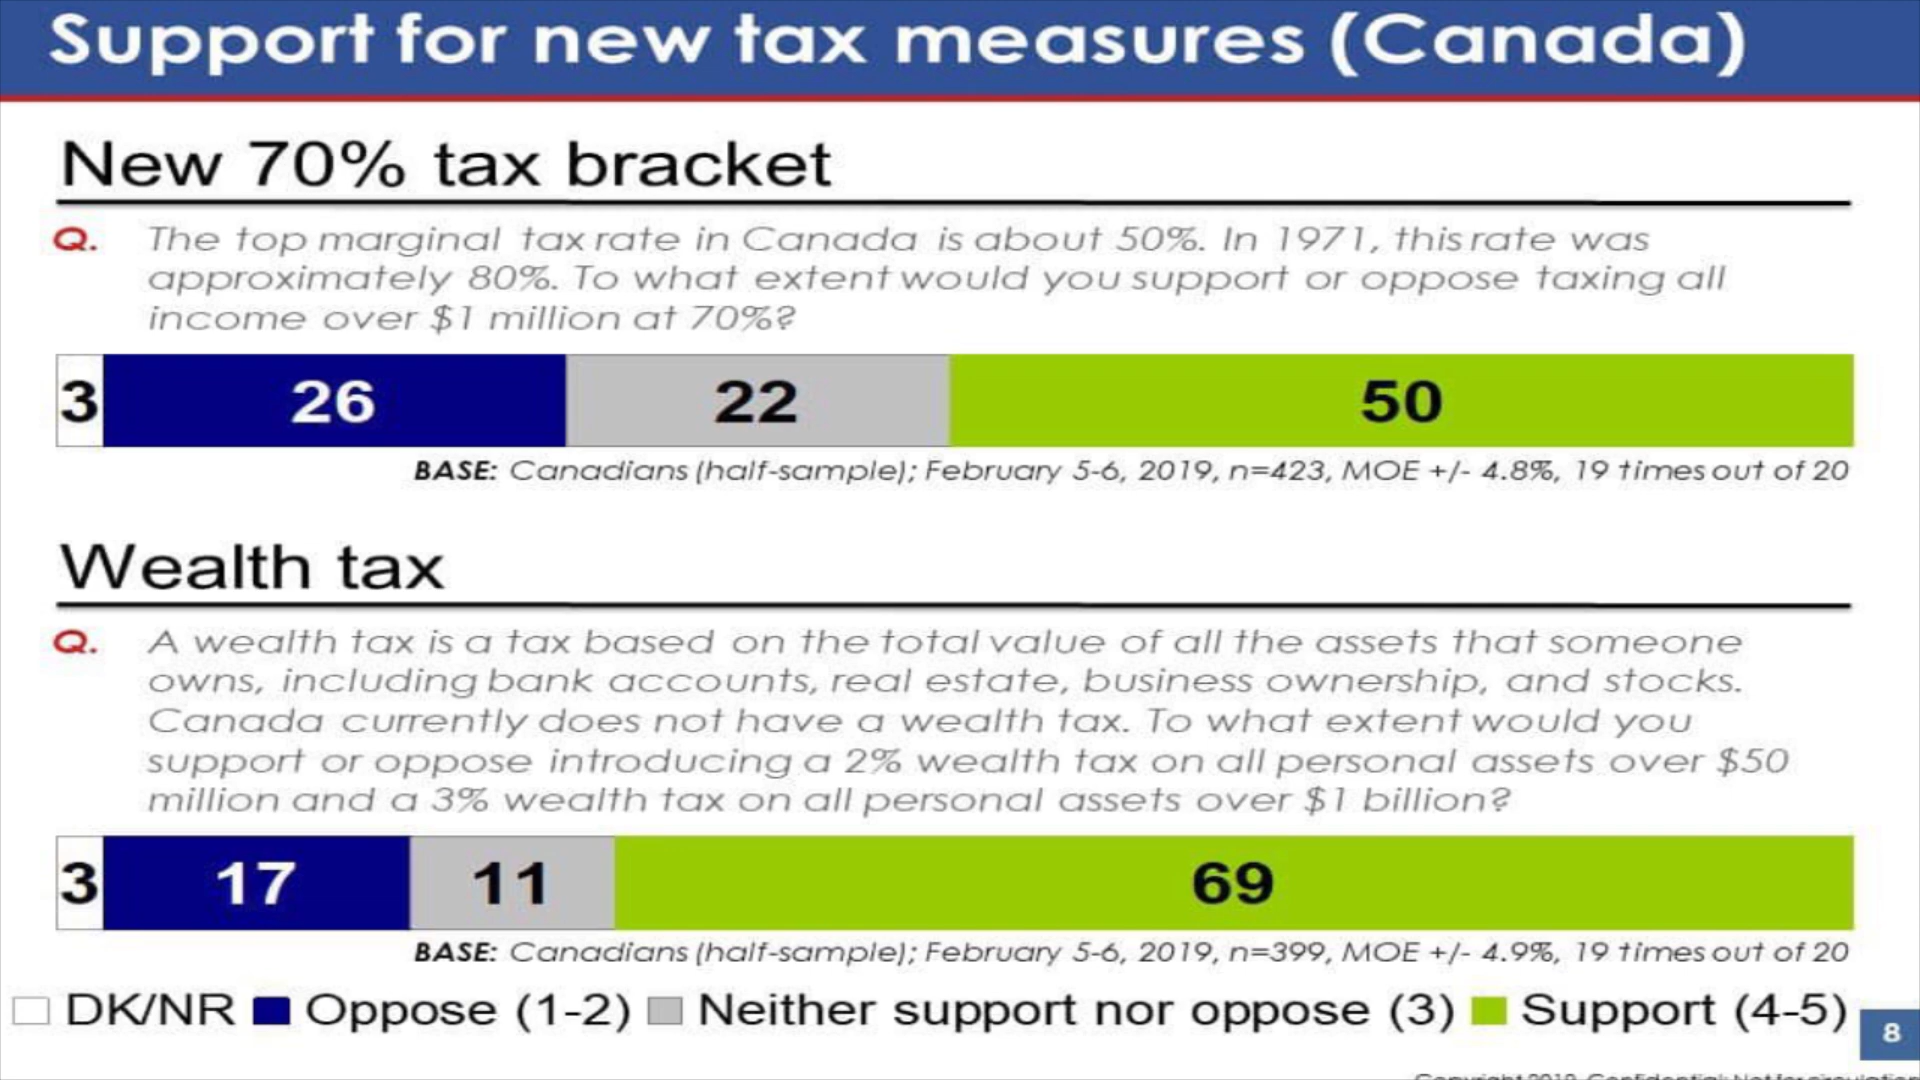 Support for new tax measures (Canada)
New 70% tax bracket
Q. The top marginal tax rate in Canada is about 50%. In 1971, this rate was
approximately 80%. To what extent would you support or oppose taxing all
income over $1 million at 70%?
3 26 22 50
BASE: Canadians (half-sample); February 5-6, 2019, n=423, MOE +/- 4.8%, 19 times out of 20
Wealth tax
Q. A wealth tax is a tax based on the total value of all the assets that someone
owns, including bank accounts, real estate, business ownership, and stocks.
Canada currently does not have a wealth tax. To what extent would you
support or oppose introducing a 2% wealth tax on all personal assets over $50
million and a 3% wealth tax on all personal assets over $1 billion?
3 17 11 69
BASE: Canadians (half-sample); February 5-6, 2019, n=399, MOE +/- 4.9%, 19 times out of 20
DK/NR Oppose (1-2) Neither support nor oppose (3) Support (4-5)
8